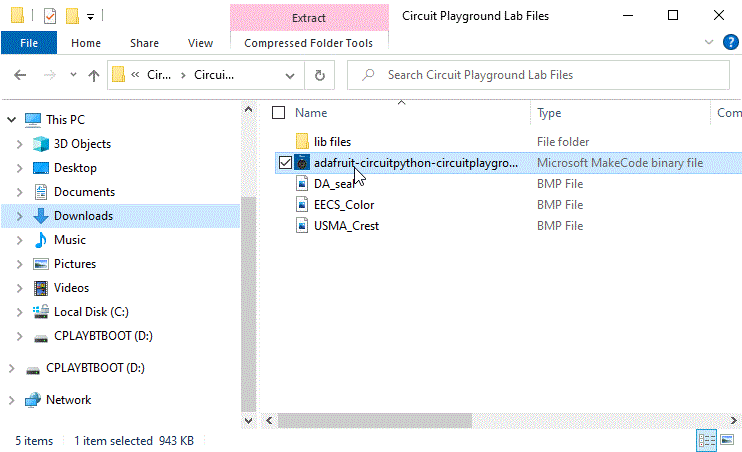 Extract
Circuit Playground Lab Files
File Home Share View Compressed Folder Tools
Cir... Circui... Search Circuit Playground Lab Files
Name Type Com
This PC
3D Objects
Desktop
Documents
Downloads
Music
Pictures
Videos
Local Disk (C:)
CPLAYBTBOOT (D:)
CPLAYBTBOOT (D:)
Network
lib files File folder
adafruit-circuitpython-circuitplaygro... Microsoft MakeCode binary file
DA_seal BMP File
EECS_Color BMP File
USMA_Crest BMP File
5 items 1 item selected 943 KB